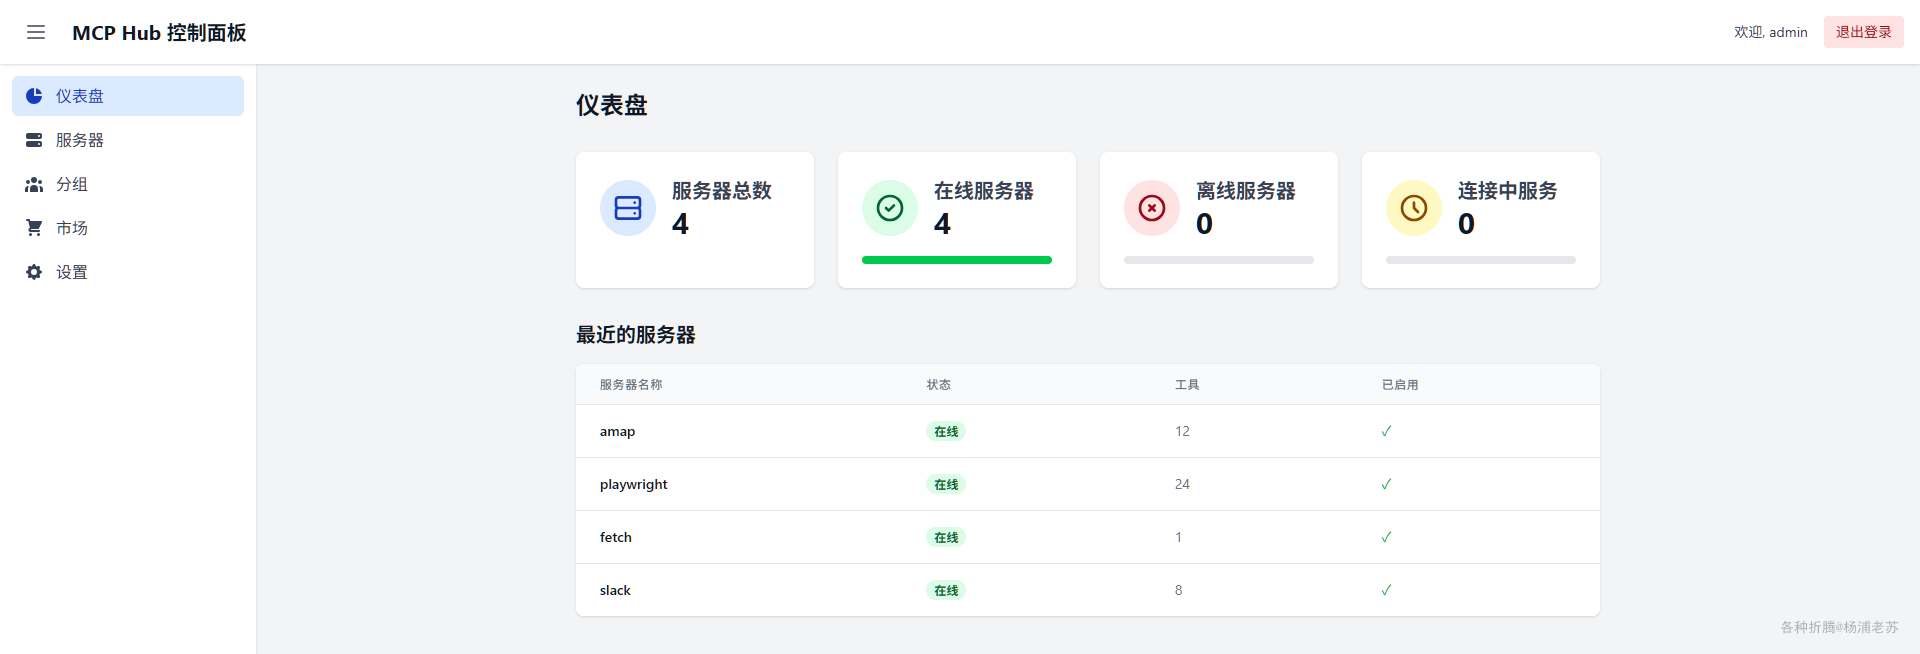 MCP Hub 控制面板
欢迎, admin
退出登录
仪表盘
服务器
分组
市场
设置
仪表盘
服务器总数
4
在线服务器
4
离线服务器
0
连接中服务
0
最近的服务器
服务器名称 状态 工具 已启用
amap 在线 12 ✓
playwright 在线 24 ✓
fetch 在线 1 ✓
slack 在线 8 ✓
各种折腾@杨浦老苏